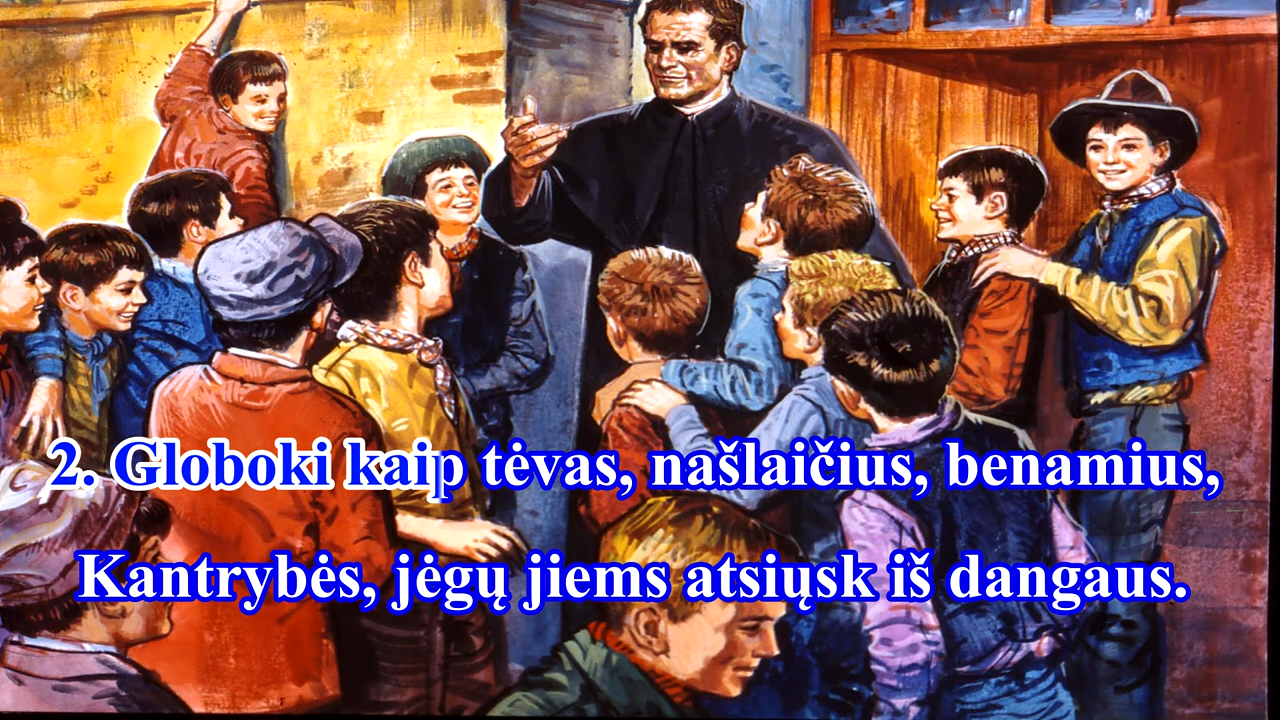 2. Globoki kaip tėvas, našlaičius, benamius,
Kantrybės, jėgų jiems atsiųsk iš dangaus.